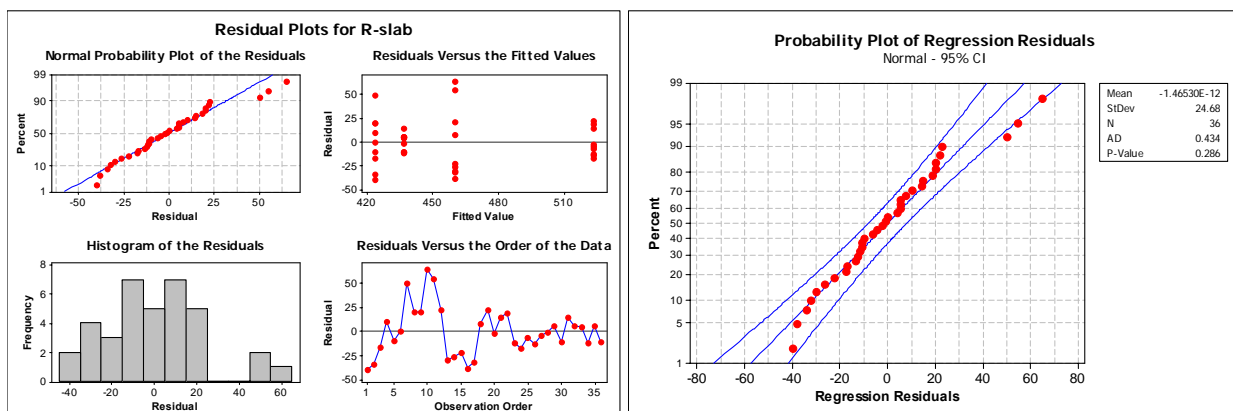 Residual Plots for R-slab
Normal Probability Plot of the Residuals
99
90
50
10
1
Percent
-50
-25
0
25
50
Residual
Residuals Versus the Fitted Values
50
25
0
-25
-50
Residual
420
450
480
510
Fitted Value
Histogram of the Residuals
8
6
4
2
0
Frequency
-40
-20
0
20
40
60
Residual
Residuals Versus the Order of the Data
50
25
0
-25
-50
Residual
1
5
10
15
20
25
30
35
Observation Order
Probability Plot of Regression Residuals
Normal - 95% CI
99
95
90
80
70
60
50
40
30
20
10
5
1
Percent
-80
-60
-40
-20
0
20
40
60
80
Regression Residuals
Mean -1.46530E-12
StDev 24.68
N 36
AD 0.434
P-Value 0.286